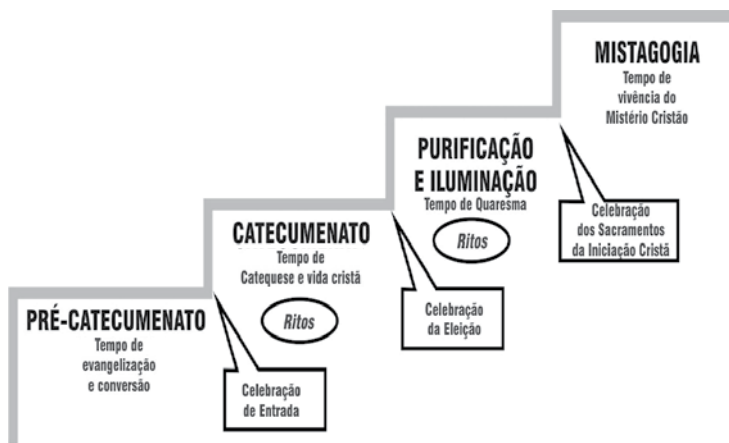 PRÉ-CATECUMENATO
Tempo de
evangelização
e conversão
Celebração
de Entrada
CATECUMENATO
Tempo de
Catequese e vida cristã
Ritos
Celebração
da Eleição
PURIFICAÇÃO
E ILUMINAÇÃO
Tempo de Quaresma
Ritos
Celebração
dos Sacramentos
da Iniciação Cristã
MISTAGOGIA
Tempo de
vivência do
Mistério Cristão